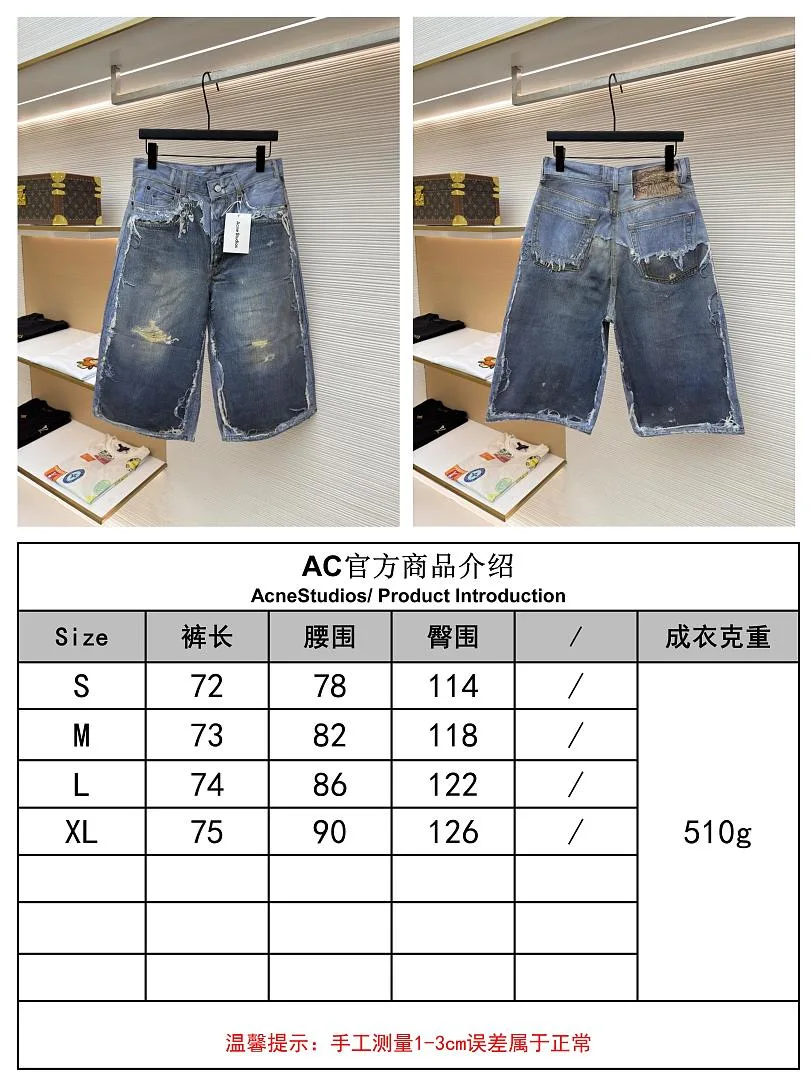 Acne Studios
AC官方商品介绍
AcneStudios/ Product Introduction
Size 裤长 腰围 臀围 / 成衣克重
S 72 78 114 /
M 73 82 118 /
L 74 86 122 /
XL 75 90 126 /
510g
温馨提示：手工测量1-3cm误差属于正常